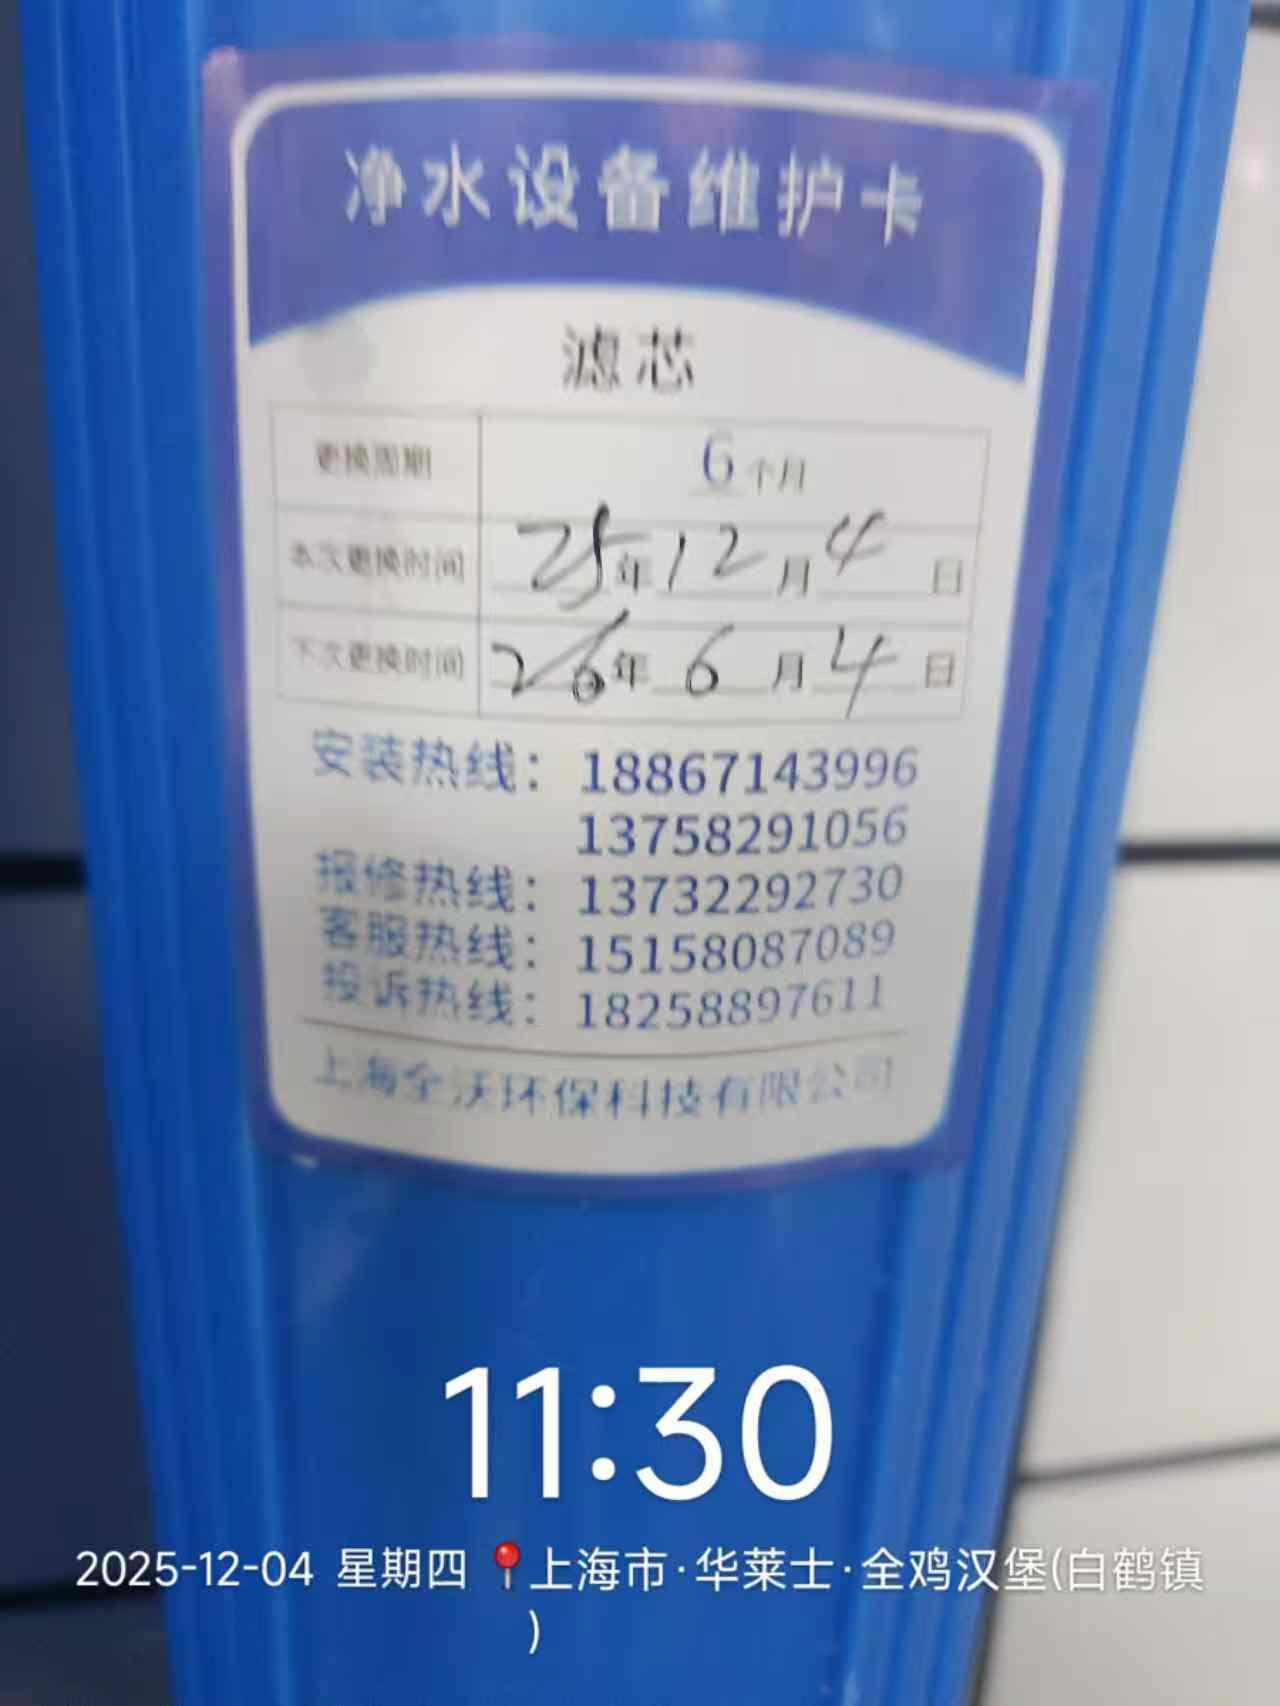 净水设备维护卡
滤芯
更换周期 6个月
本次更换时间 25年12月4日
下次更换时间 26年6月4日
安装热线：18867143996
13758291056
报修热线：13732292730
客服热线：15158087089
投诉热线：18258897611
上海全沃环保科技有限公司
11:30
2025-12-04 星期四 📍上海市·华莱士·全鸡汉堡(白鹤镇
)